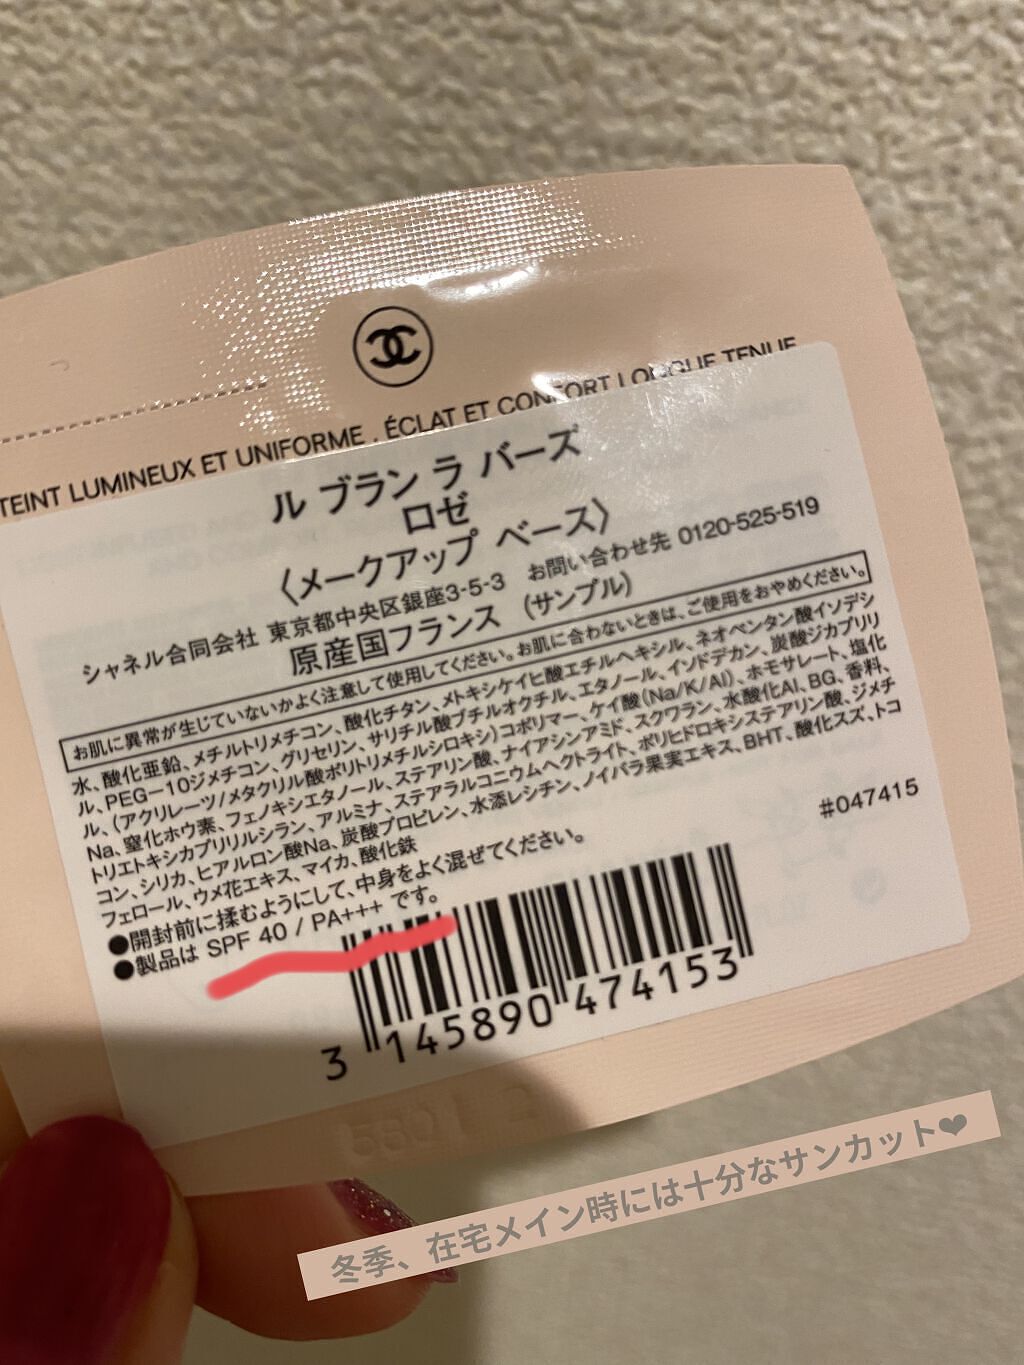 TEINT LUMINEUX ET UNIFORME . ÉCLAT ET CONFORT LONGUE TENUE
ル ブラン ラ バーズ
ロゼ
〈メークアップ ベース〉
シャネル合同会社 東京都中央区銀座3-5-3 お問い合わせ先 0120-525-519
原産国フランス (サンプル)
お肌に異常が生じていないかよく注意して使用してください。お肌に合わないときは、ご使用をおやめください。
水、酸化亜鉛、メチルトリメチコン、酸化チタン、メトキシケイヒ酸エチルヘキシル、ネオペンタン酸イソデシ
ル、PEG-10ジメチコン、グリセリン、サリチル酸ブチルオクチル、エタノール、イソドデカン、炭酸ジカプリリ
ル、(アクリレーツ/メタクリル酸ポリトリメチルシロキシ)コポリマー、ケイ酸(Na/K/Al)、ホモサレート、塩化
Na、窒化ホウ素、フェノキシエタノール、ステアリン酸、ナイアシンアミド、スクワラン、水酸化Al、BG、香料、
トリエトキシカプリリルシラン、アルミナ、ステアラルコニウムヘクトライト、ポリヒドロキシステアリン酸、ジメチ
コン、シリカ、ヒアルロン酸Na、炭酸プロピレン、水添レシチン、ノイバラ果実エキス、BHT、酸化スズ、トコ
フェロール、ウメ花エキス、マイカ、酸化鉄
#047415
●開封前に揉むようにして、中身をよく混ぜてください。
●製品は SPF 40 / PA+++ です。
3 145890 474153
冬季、在宅メイン時には十分なサンカット❤